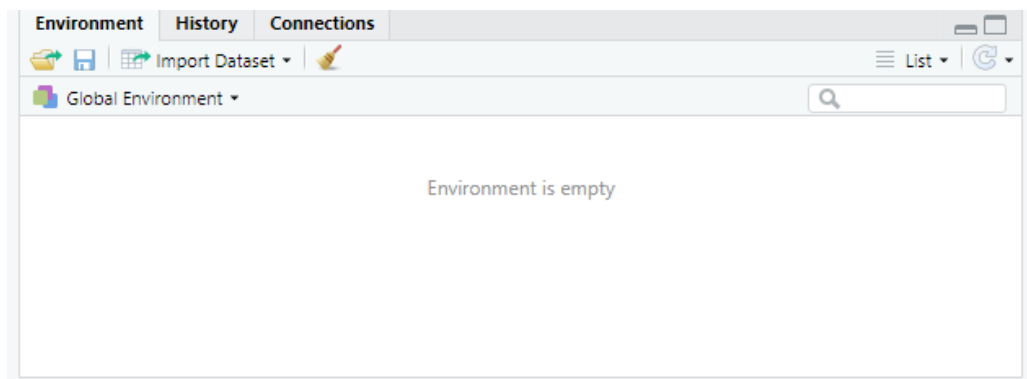 Environment History Connections
Import Dataset List
Global Environment
Environment is empty